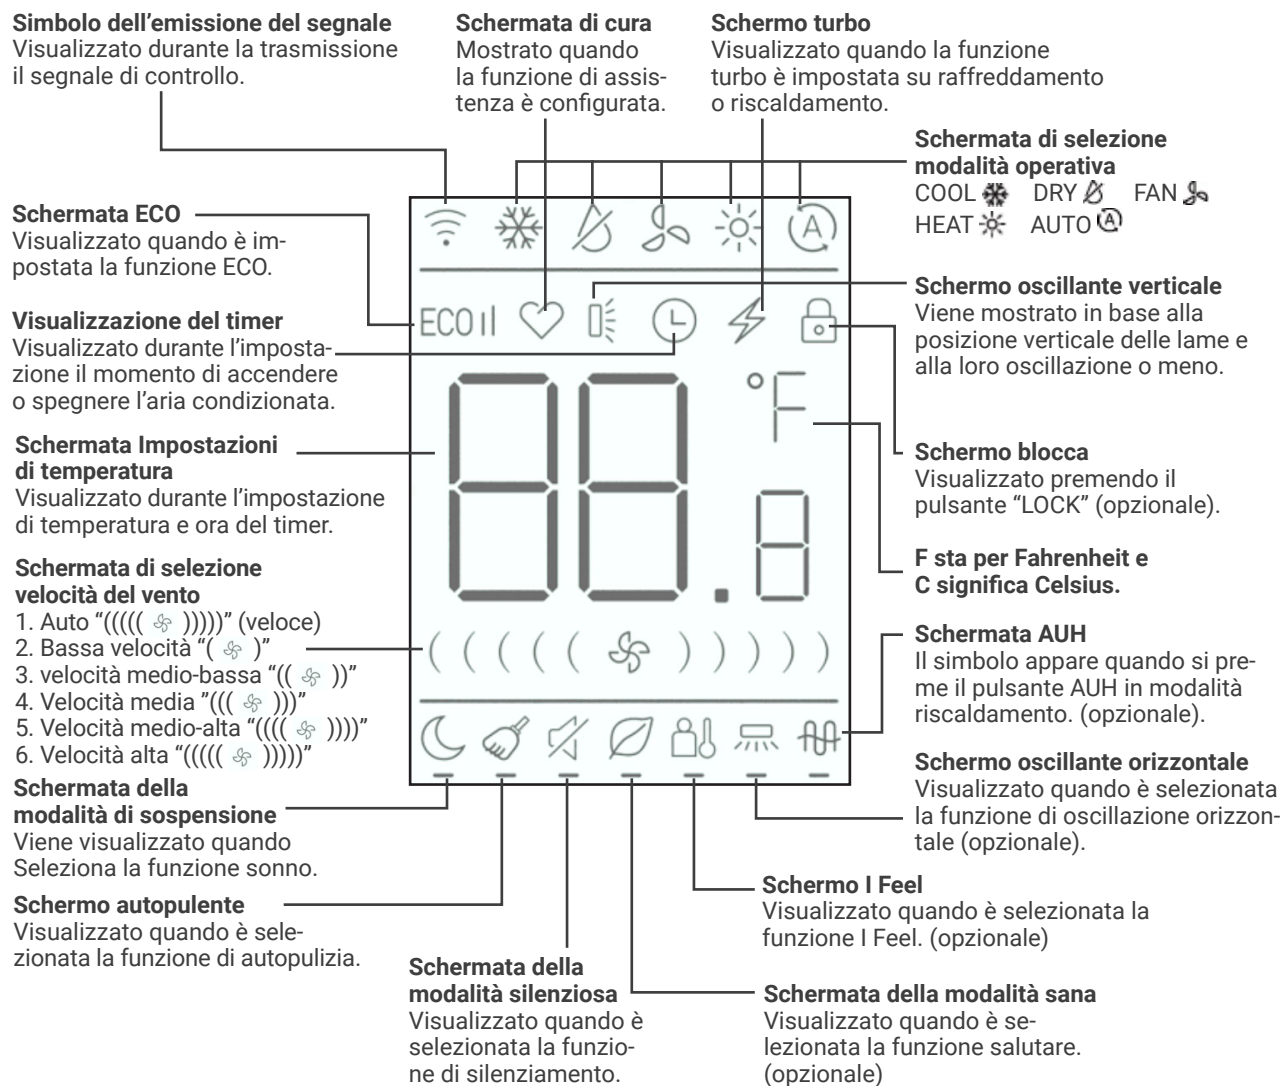 Simbolo dell'emissione del segnale
Visualizzato durante la trasmissione
il segnale di controllo.
Schermata di cura
Mostrato quando
la funzione di assis-
tenza è configurata.
Schermo turbo
Visualizzato quando la funzione
turbo è impostata su raffreddamento
o riscaldamento.
Schermata di selezione
modalità operativa
COOL DRY FAN
HEAT AUTO A
Schermata ECO
Visualizzato quando è im-
postata la funzione ECO.
Visualizzazione del timer
Visualizzato durante l'imposta-
zione il momento di accendere
o spegnere l'aria condizionata.
Schermata Impostazioni
di temperatura
Visualizzato durante l'impostazione
di temperatura e ora del timer.
Schermata di selezione
velocità del vento
1. Auto "((((( )))))" (veloce)
2. Bassa velocità "( )"
3. velocità medio-bassa "(( ))"
4. Velocità media "((( )))"
5. Velocità medio-alta "(((( ))))"
6. Velocità alta "((((( )))))"
Schermata della
modalità di sospensione
Viene visualizzato quando
Seleziona la funzione sonno.
Schermo autopulente
Visualizzato quando è sele-
zionata la funzione di autopulizia.
A
ECO
88.8 °F
( ( ( ( ( ) ) ) ) )
Schermo oscillante verticale
Viene mostrato in base alla
posizione verticale delle lame e
alla loro oscillazione o meno.
Schermo blocca
Visualizzato premendo il
pulsante "LOCK" (opzionale).
F sta per Fahrenheit e
C significa Celsius.
Schermata AUH
Il simbolo appare quando si pre-
me il pulsante AUH in modalità
riscaldamento. (opzionale).
Schermo oscillante orizzontale
Visualizzato quando è selezionata
la funzione di oscillazione orizzon-
tale (opzionale).
Schermo I Feel
Visualizzato quando è selezionata la
funzione I Feel. (opzionale)
Schermata della
modalità silenziosa
Visualizzato quando è
selezionata la funzio-
ne di silenziamento.
Schermata della modalità sana
Visualizzato quando è se-
lezionata la funzione salutare.
(opzionale)